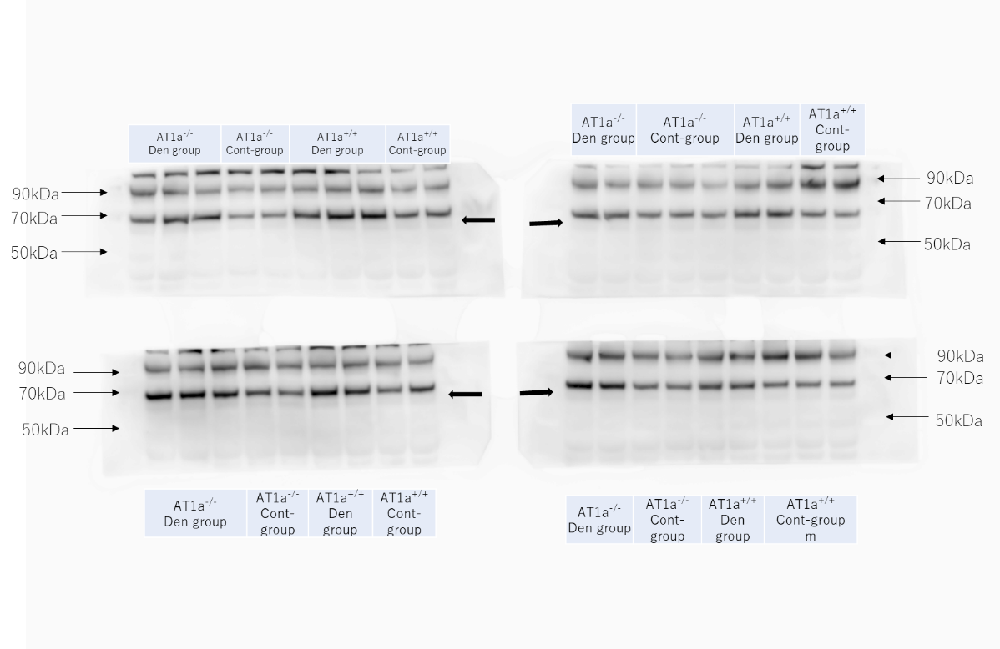 AT1a-/-
Den group
AT1a-/-
Cont-group
AT1a+/+
Den group
AT1a+/+
Cont-group
90kDa
70kDa
50kDa
AT1a-/-
Den group
AT1a-/-
Cont-group
AT1a+/+
Den group
AT1a+/+
Cont-
group
90kDa
70kDa
50kDa
90kDa
70kDa
50kDa
AT1a-/-
Den group
AT1a-/-
Cont-
group
AT1a+/+
Den
group
AT1a+/+
Cont-
group
90kDa
70kDa
50kDa
AT1a-/-
Den group
AT1a-/-
Cont-
group
AT1a+/+
Den
group
AT1a+/+
Cont-group
m